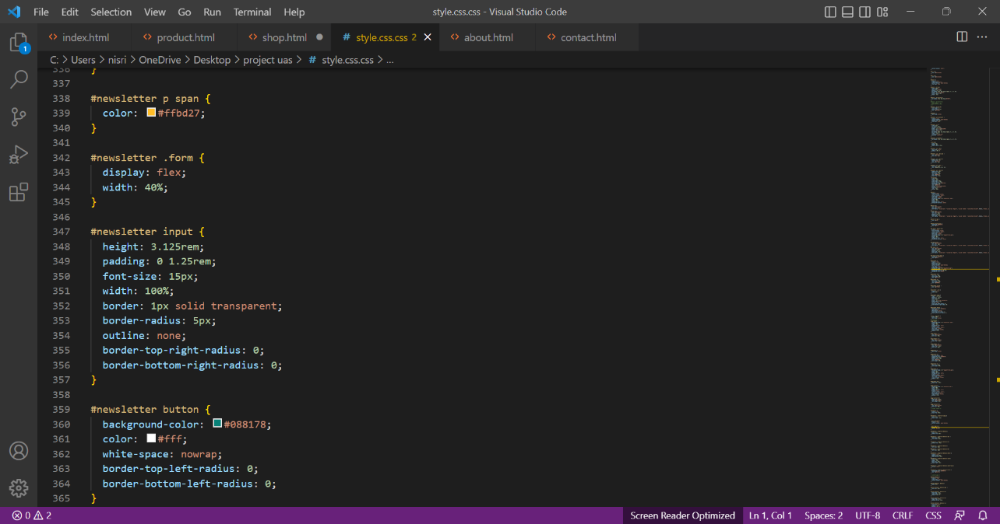 File Edit Selection View Go Run Terminal Help
style.css.css - Visual Studio Code
index.html
product.html
shop.html
# style.css.css 2
about.html
contact.html
1
C: > Users > nisri > OneDrive > Desktop > project uas > # style.css.css > ...
336 }
337
338 #newsletter p span {
339 color: #ffbd27;
340 }
341
342 #newsletter .form {
343 display: flex;
344 width: 40%;
345 }
346
347 #newsletter input {
348 height: 3.125rem;
349 padding: 0 1.25rem;
350 font-size: 15px;
351 width: 100%;
352 border: 1px solid transparent;
353 border-radius: 5px;
354 outline: none;
355 border-top-right-radius: 0;
356 border-bottom-right-radius: 0;
357 }
358
359 #newsletter button {
360 background-color: #088178;
361 color: #fff;
362 white-space: nowrap;
363 border-top-left-radius: 0;
364 border-bottom-left-radius: 0;
365 }
0 2 Screen Reader Optimized Ln 1, Col 1 Spaces: 2 UTF-8 CRLF CSS